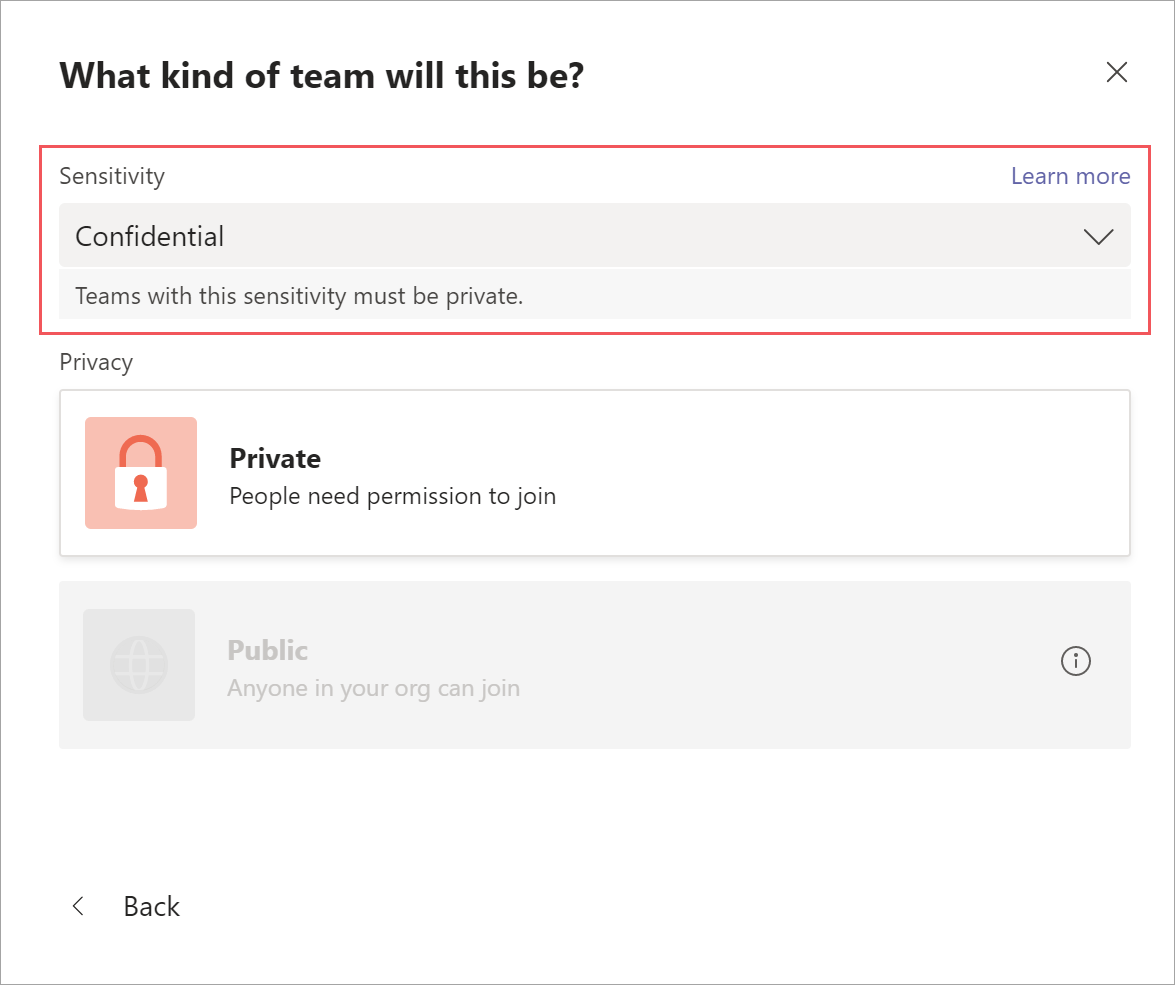 What kind of team will this be?
Sensitivity
Learn more
Confidential
Teams with this sensitivity must be private.
Privacy
Private
People need permission to join
Public
Anyone in your org can join
Back